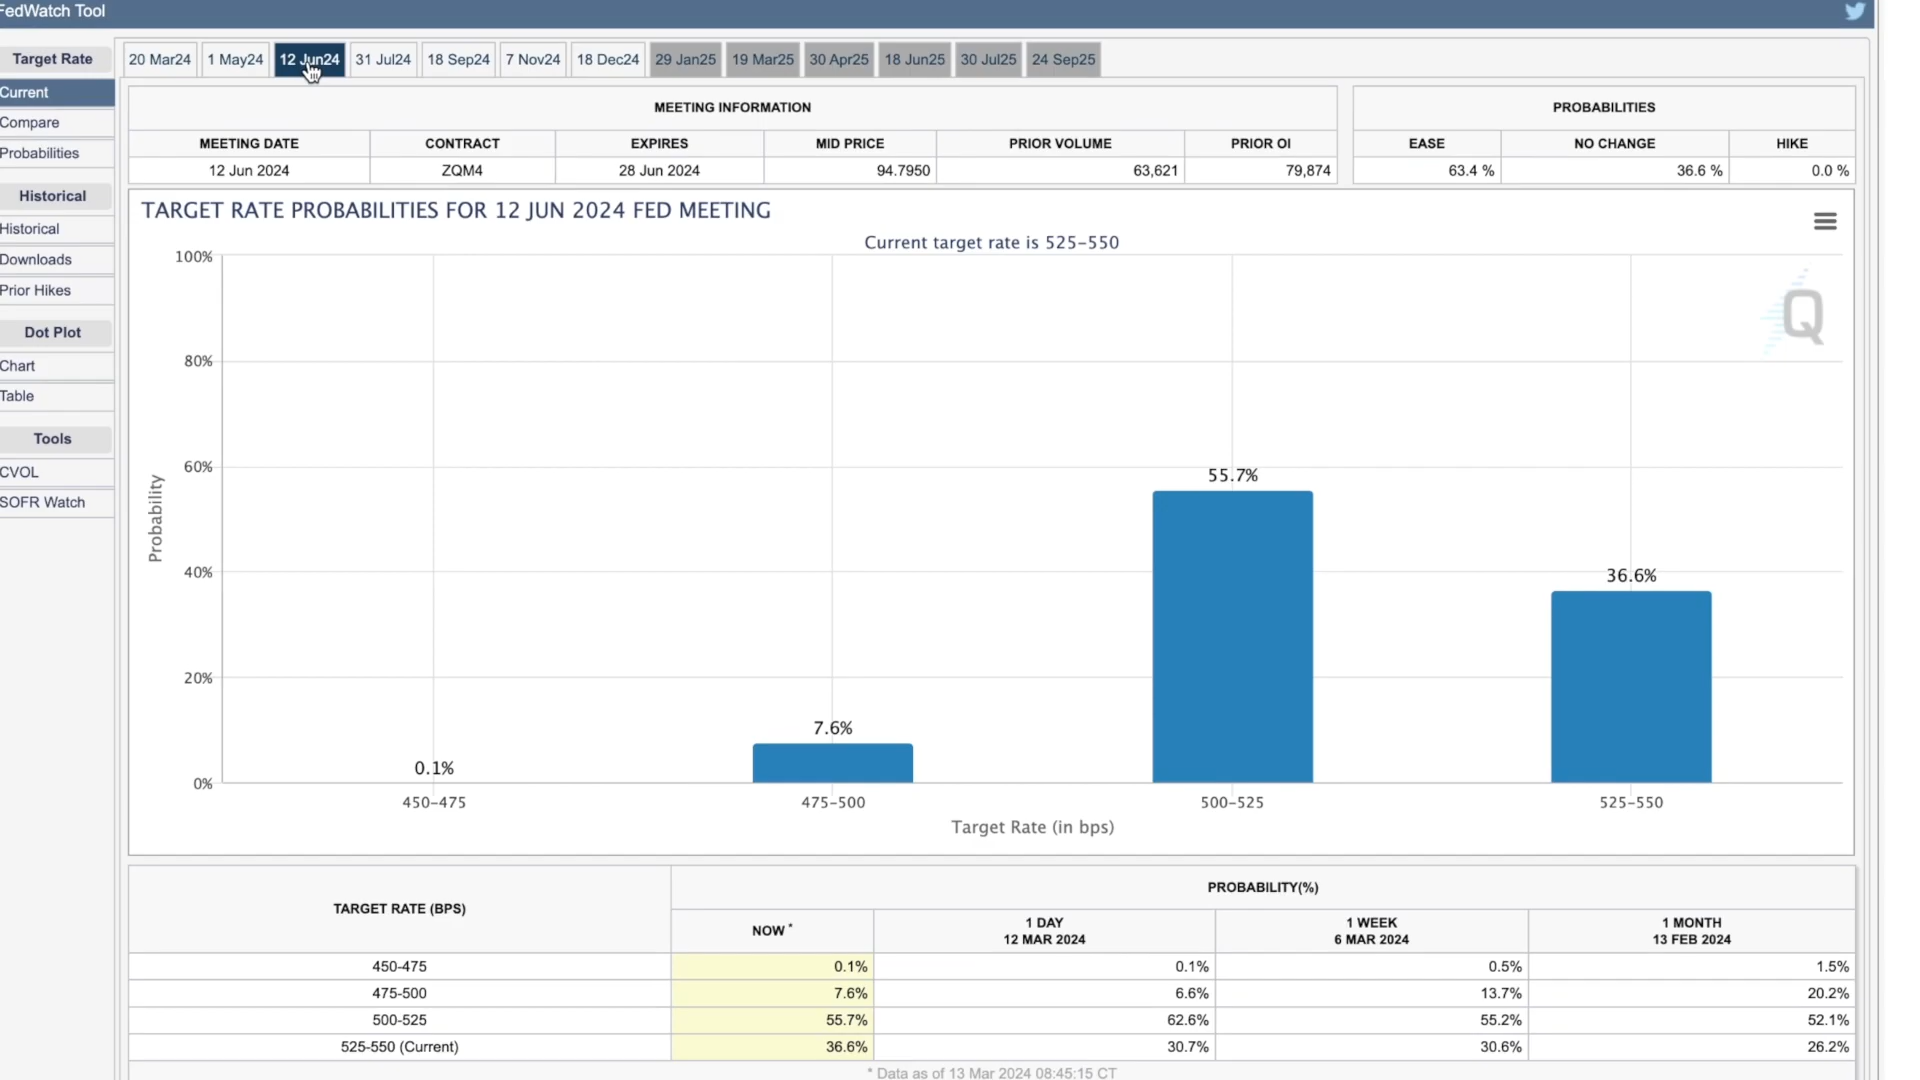 FedWatch Tool
Target Rate
Current
Compare
Probabilities
Historical
Historical
Downloads
Prior Hikes
Dot Plot
Chart
Table
Tools
CVOL
SOFR Watch
20 Mar24 1 May24 12 Jun24 31 Jul24 18 Sep24 7 Nov24 18 Dec24 29 Jan25 19 Mar25 30 Apr25 18 Jun25 30 Jul25 24 Sep25
MEETING INFORMATION
MEETING DATE CONTRACT EXPIRES MID PRICE PRIOR VOLUME PRIOR OI
12 Jun 2024 ZQM4 28 Jun 2024 94.7950 63,621 79,874
PROBABILITIES
EASE NO CHANGE HIKE
63.4 % 36.6 % 0.0 %
TARGET RATE PROBABILITIES FOR 12 JUN 2024 FED MEETING
Current target rate is 525-550
Q
Probability
100%
80%
60%
40%
20%
0%
0.1%
7.6%
55.7%
36.6%
450-475 475-500 500-525 525-550
Target Rate (in bps)
TARGET RATE (BPS) PROBABILITY(%)
NOW * 1 DAY 1 WEEK 1 MONTH
12 MAR 2024 6 MAR 2024 13 FEB 2024
450-475 0.1% 0.1% 0.5% 1.5%
475-500 7.6% 6.6% 13.7% 20.2%
500-525 55.7% 62.6% 55.2% 52.1%
525-550 (Current) 36.6% 30.7% 30.6% 26.2%
* Data as of 13 Mar 2024 08:45:15 CT